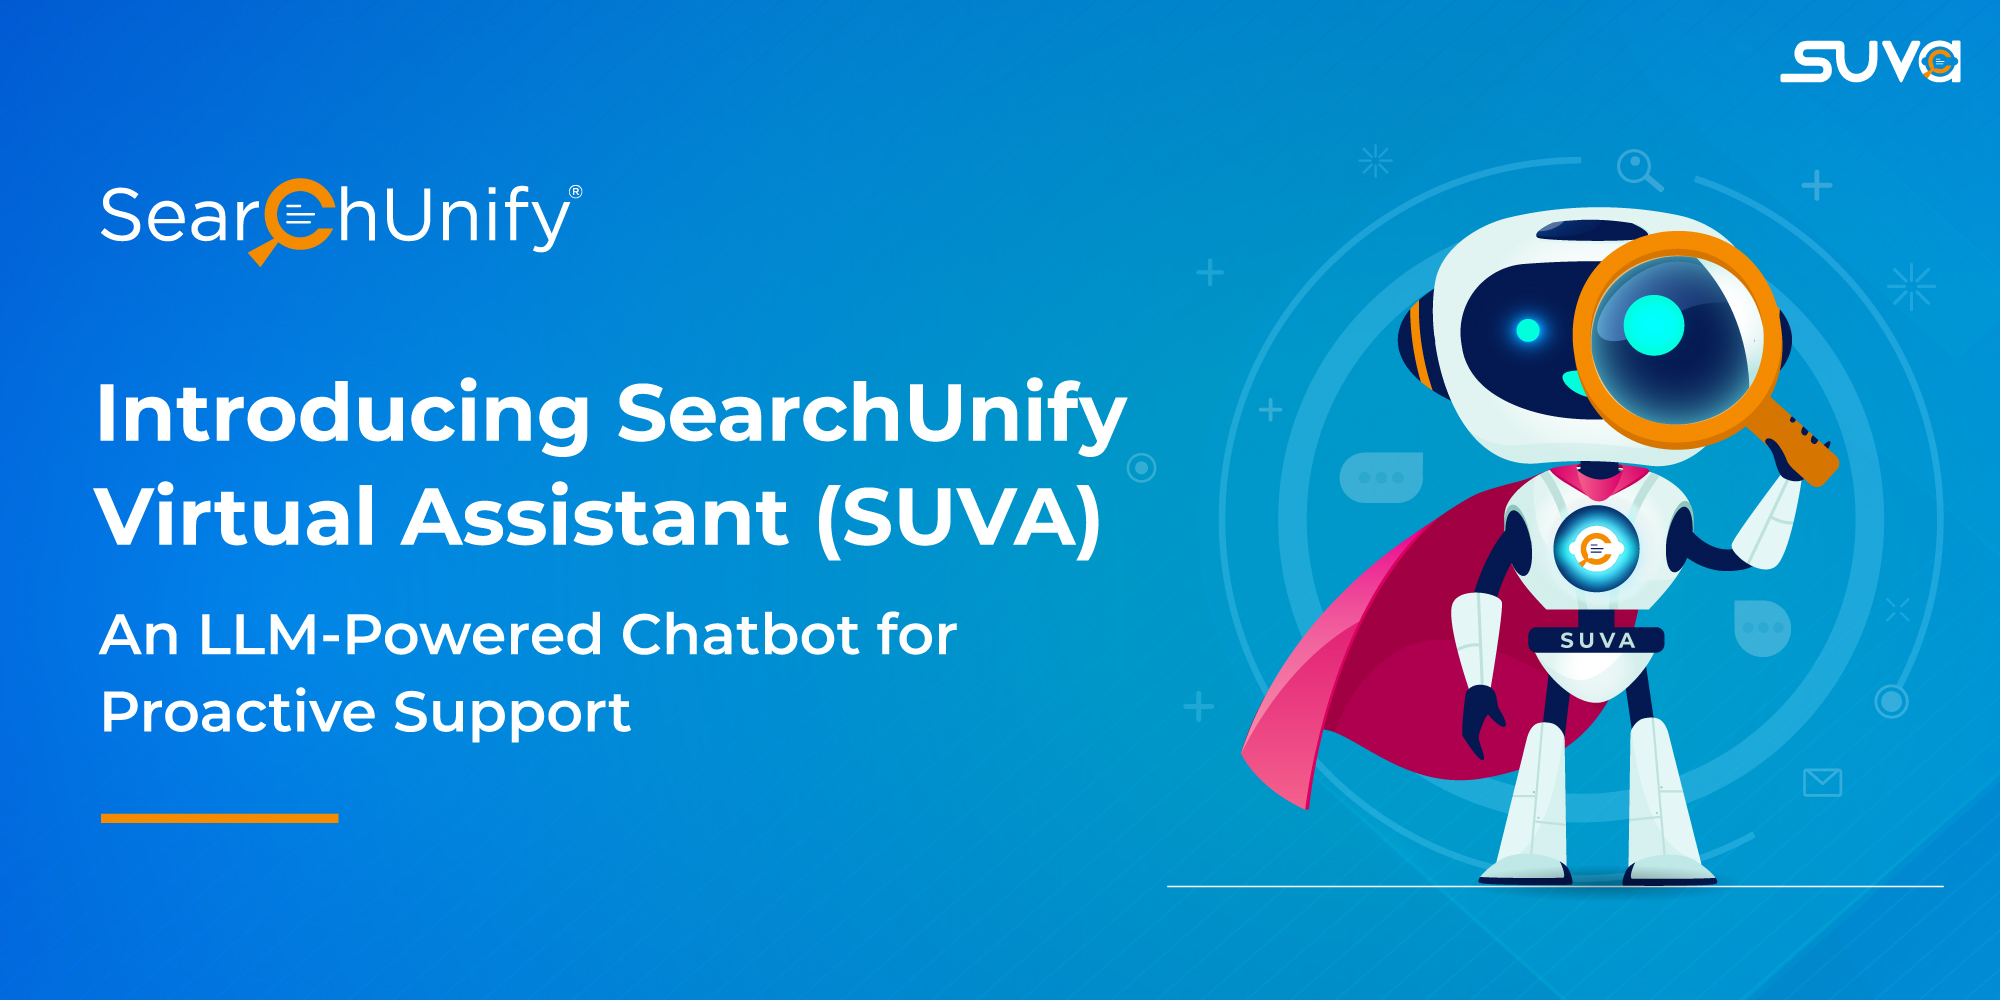 suva
SearchUnify®
Introducing SearchUnify
Virtual Assistant (SUVA)
An LLM-Powered Chatbot for
Proactive Support
SUVA